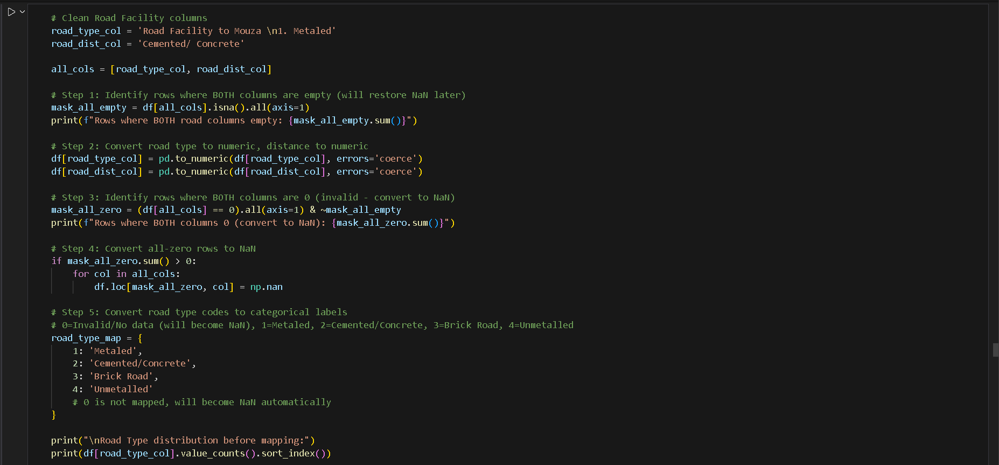 # Clean Road Facility columns
road_type_col = 'Road Facility to Mouza \n1. Metaled'
road_dist_col = 'Cemented/ Concrete'
all_cols = [road_type_col, road_dist_col]
# Step 1: Identify rows where BOTH columns are empty (will restore NaN later)
mask_all_empty = df[all_cols].isna().all(axis=1)
print(f"Rows where BOTH road columns empty: {mask_all_empty.sum()}")
# Step 2: Convert road type to numeric, distance to numeric
df[road_type_col] = pd.to_numeric(df[road_type_col], errors='coerce')
df[road_dist_col] = pd.to_numeric(df[road_dist_col], errors='coerce')
# Step 3: Identify rows where BOTH columns are 0 (invalid - convert to NaN)
mask_all_zero = (df[all_cols] == 0).all(axis=1) & ~mask_all_empty
print(f"Rows where BOTH columns 0 (convert to NaN): {mask_all_zero.sum()}")
# Step 4: Convert all-zero rows to NaN
if mask_all_zero.sum() > 0:
    for col in all_cols:
        df.loc[mask_all_zero, col] = np.nan
# Step 5: Convert road type codes to categorical labels
# 0=Invalid/No data (will become NaN), 1=Metaled, 2=Cemented/Concrete, 3=Brick Road, 4=Unmetalled
road_type_map = {
    1: 'Metaled',
    2: 'Cemented/Concrete',
    3: 'Brick Road',
    4: 'Unmetalled'
    # 0 is not mapped, will become NaN automatically
}
print("\nRoad Type distribution before mapping:")
print(df[road_type_col].value_counts().sort_index())